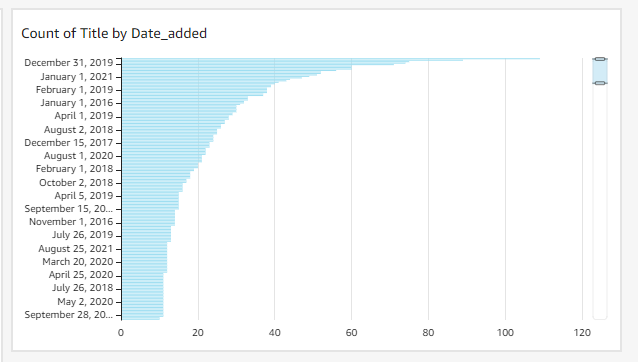 Count of Title by Date_added
December 31, 2019
January 1, 2021
February 1, 2019
January 1, 2016
April 1, 2019
August 2, 2018
December 15, 2017
August 1, 2020
February 1, 2018
October 2, 2018
April 5, 2019
September 15, 20...
November 1, 2016
July 26, 2019
August 25, 2021
March 20, 2020
April 25, 2020
July 26, 2018
May 2, 2020
September 28, 20...
0 20 40 60 80 100 120